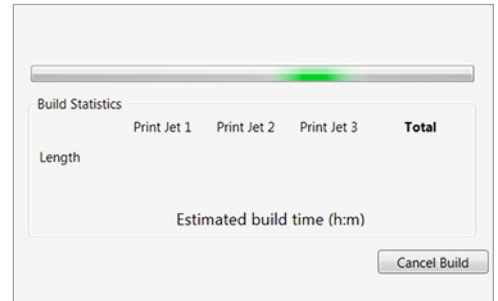 Build Statistics
Print Jet 1 Print Jet 2 Print Jet 3 Total
Length
Estimated build time (h:m)
Cancel Build